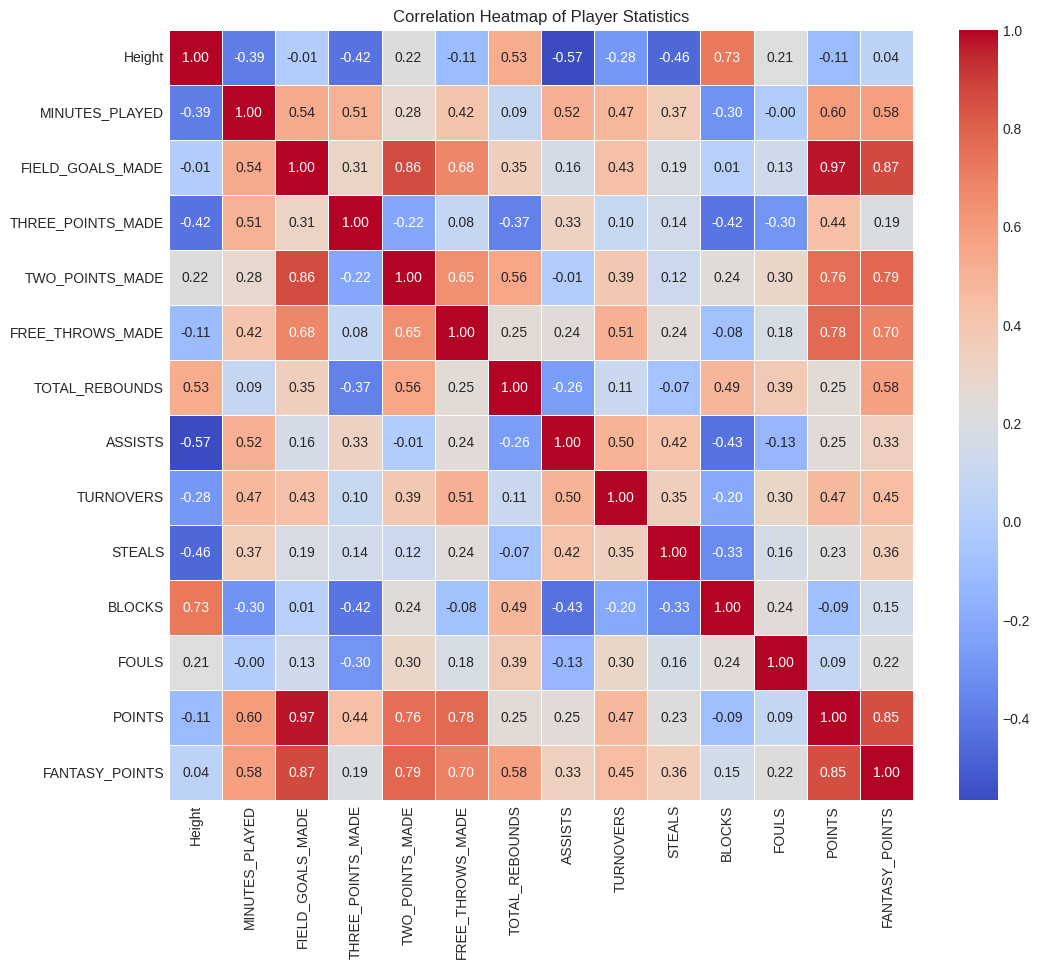 Correlation Heatmap of Player Statistics
Height 1.00 -0.39 -0.01 -0.42 0.22 -0.11 0.53 -0.57 -0.28 -0.46 0.73 0.21 -0.11 0.04
MINUTES_PLAYED -0.39 1.00 0.54 0.51 0.28 0.42 0.09 0.52 0.47 0.37 -0.30 -0.00 0.60 0.58
FIELD_GOALS_MADE -0.01 0.54 1.00 0.31 0.86 0.68 0.35 0.16 0.43 0.19 0.01 0.13 0.97 0.87
THREE_POINTS_MADE -0.42 0.51 0.31 1.00 -0.22 0.08 -0.37 0.33 0.10 0.14 -0.42 -0.30 0.44 0.19
TWO_POINTS_MADE 0.22 0.28 0.86 -0.22 1.00 0.65 0.56 -0.01 0.39 0.12 0.24 0.30 0.76 0.79
FREE_THROWS_MADE -0.11 0.42 0.68 0.08 0.65 1.00 0.25 0.24 0.51 0.24 -0.08 0.18 0.78 0.70
TOTAL_REBOUNDS 0.53 0.09 0.35 -0.37 0.56 0.25 1.00 -0.26 0.11 -0.07 0.49 0.39 0.25 0.58
ASSISTS -0.57 0.52 0.16 0.33 -0.01 0.24 -0.26 1.00 0.50 0.42 -0.43 -0.13 0.25 0.33
TURNOVERS -0.28 0.47 0.43 0.10 0.39 0.51 0.11 0.50 1.00 0.35 -0.20 0.30 0.47 0.45
STEALS -0.46 0.37 0.19 0.14 0.12 0.24 -0.07 0.42 0.35 1.00 -0.33 0.16 0.23 0.36
BLOCKS 0.73 -0.30 0.01 -0.42 0.24 -0.08 0.49 -0.43 -0.20 -0.33 1.00 0.24 -0.09 0.15
FOULS 0.21 -0.00 0.13 -0.30 0.30 0.18 0.39 -0.13 0.30 0.16 0.24 1.00 0.09 0.22
POINTS -0.11 0.60 0.97 0.44 0.76 0.78 0.25 0.25 0.47 0.23 -0.09 0.09 1.00 0.85
FANTASY_POINTS 0.04 0.58 0.87 0.19 0.79 0.70 0.58 0.33 0.45 0.36 0.15 0.22 0.85 1.00
Height
MINUTES_PLAYED
FIELD_GOALS_MADE
THREE_POINTS_MADE
TWO_POINTS_MADE
FREE_THROWS_MADE
TOTAL_REBOUNDS
ASSISTS
TURNOVERS
STEALS
BLOCKS
FOULS
POINTS
FANTASY_POINTS
1.0
0.8
0.6
0.4
0.2
0.0
−0.2
−0.4